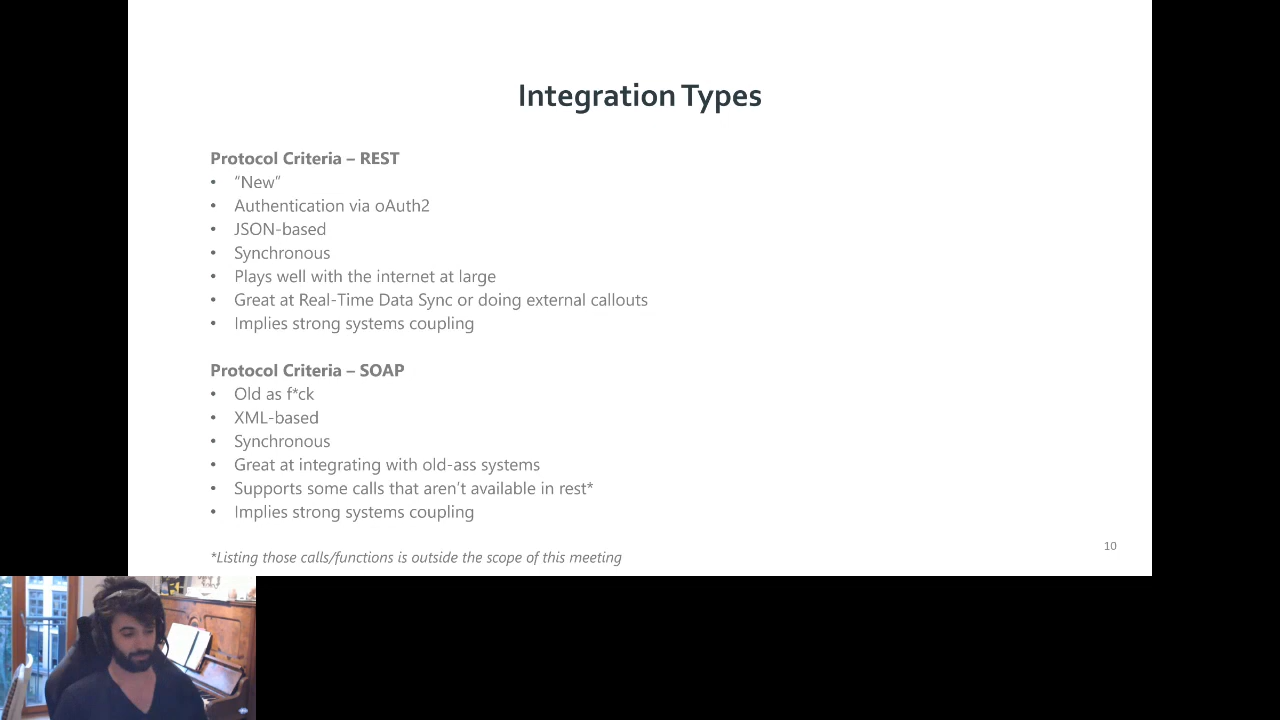 Integration Types
Protocol Criteria – REST
• "New"
• Authentication via oAuth2
• JSON-based
• Synchronous
• Plays well with the internet at large
• Great at Real-Time Data Sync or doing external callouts
• Implies strong systems coupling
Protocol Criteria – SOAP
• Old as f*ck
• XML-based
• Synchronous
• Great at integrating with old-ass systems
• Supports some calls that aren't available in rest*
• Implies strong systems coupling
*Listing those calls/functions is outside the scope of this meeting
10